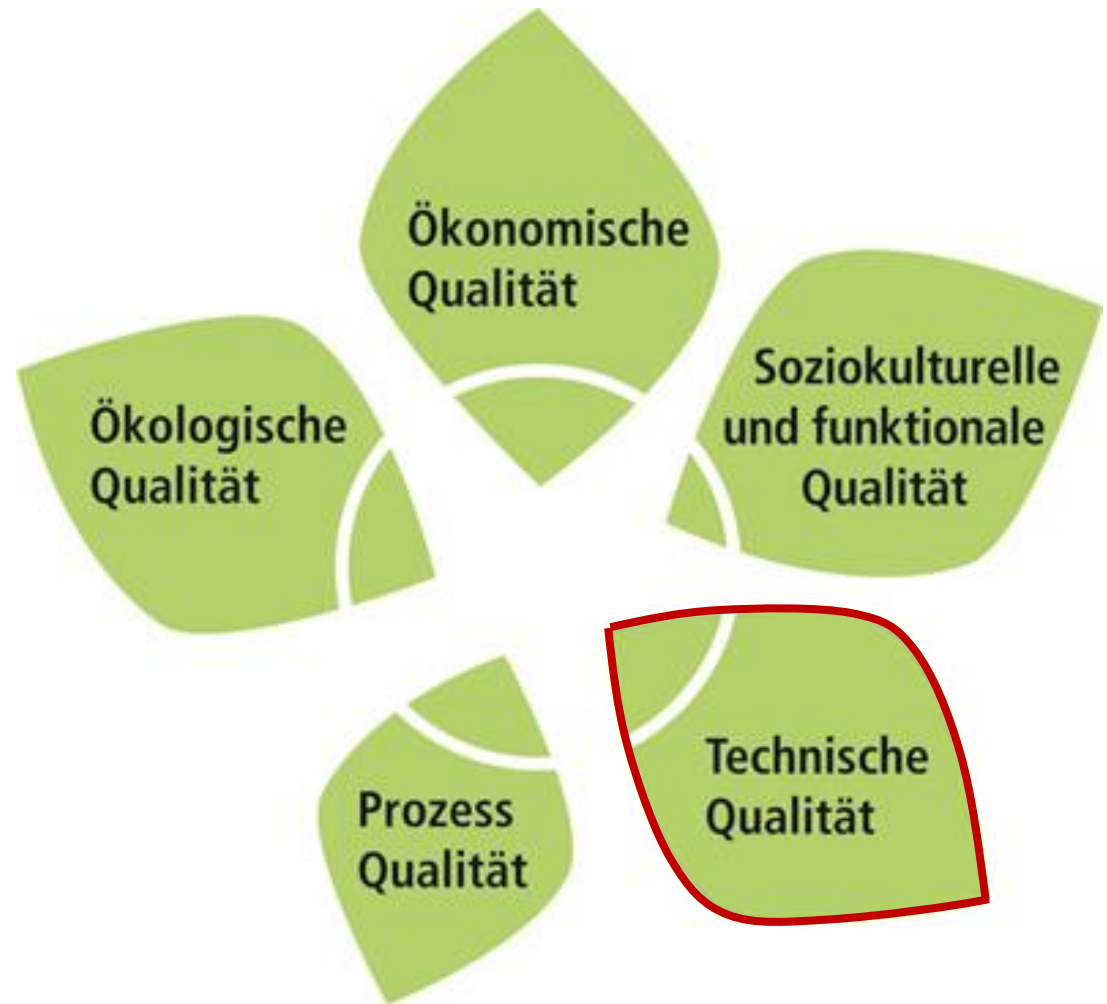 Ökonomische
Qualität
Soziokulturelle
und funktionale
Qualität
Ökologische
Qualität
Technische
Qualität
Prozess
Qualität